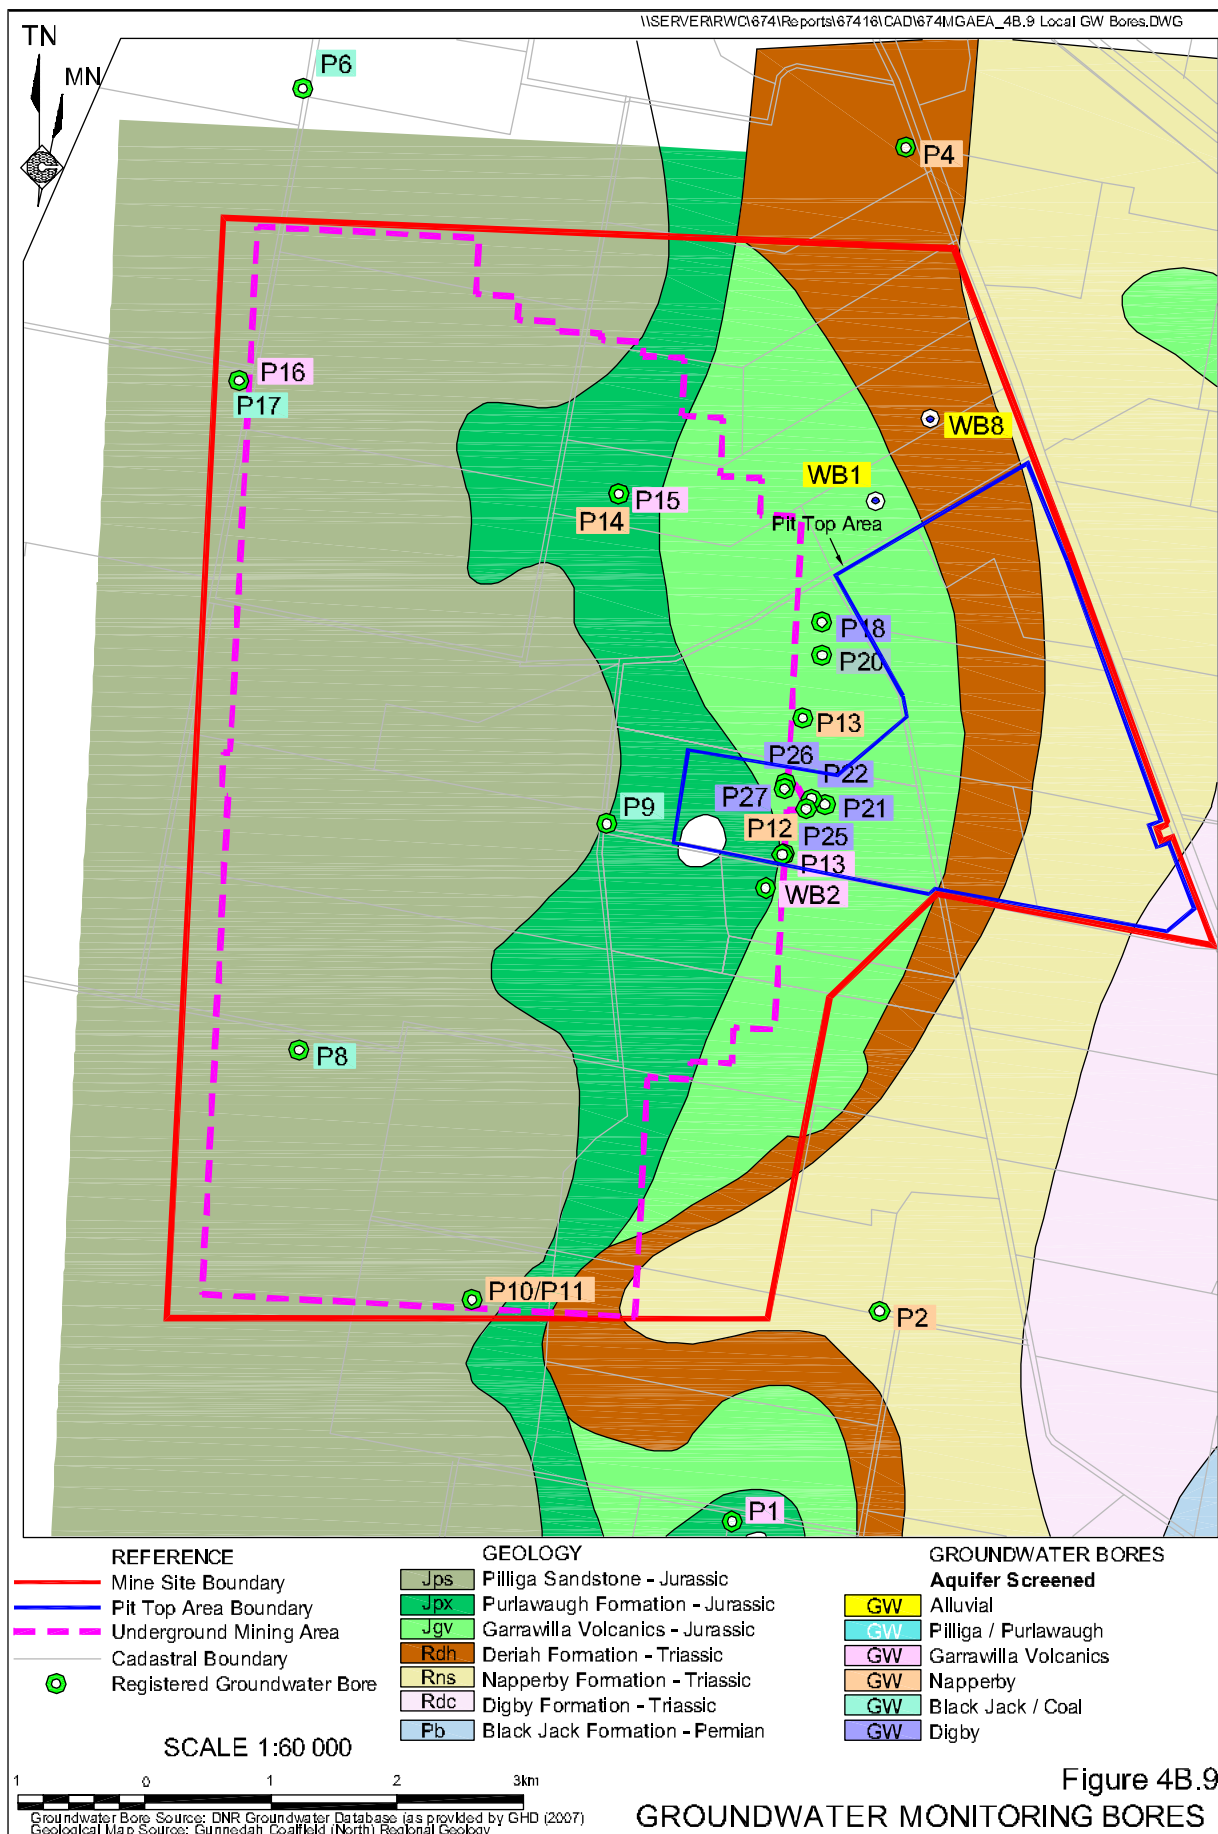 \\SERVER\RWC\674\Reports\67416\CAD\674MGAEA_4B.9 Local GW Bores.DWG
TN
MN
P6
P4
P16
P17
WB8
WB1
P15
P14
Pit Top Area
P18
P20
P13
P26
P22
P27
P21
P9
P12
P25
P13
WB2
P8
P10/P11
P2
P1
REFERENCE
Mine Site Boundary
Pit Top Area Boundary
Underground Mining Area
Cadastral Boundary
Registered Groundwater Bore
SCALE 1:60 000
1 0 1 2 3km
Groundwater Bore Source: DNR Groundwater Database (as provided by GHD (2007)
Geological Map Source: Gunnedah Coalfield (North) Regional Geology
GEOLOGY
Jps Pilliga Sandstone - Jurassic
Jpx Purlawaugh Formation - Jurassic
Jgv Garrawilla Volcanics - Jurassic
Rdh Deriah Formation - Triassic
Rns Napperby Formation - Triassic
Rdc Digby Formation - Triassic
Pb Black Jack Formation - Permian
GROUNDWATER BORES
Aquifer Screened
GW Alluvial
GW Pilliga / Purlawaugh
GW Garrawilla Volcanics
GW Napperby
GW Black Jack / Coal
GW Digby
Figure 4B.9
GROUNDWATER MONITORING BORES